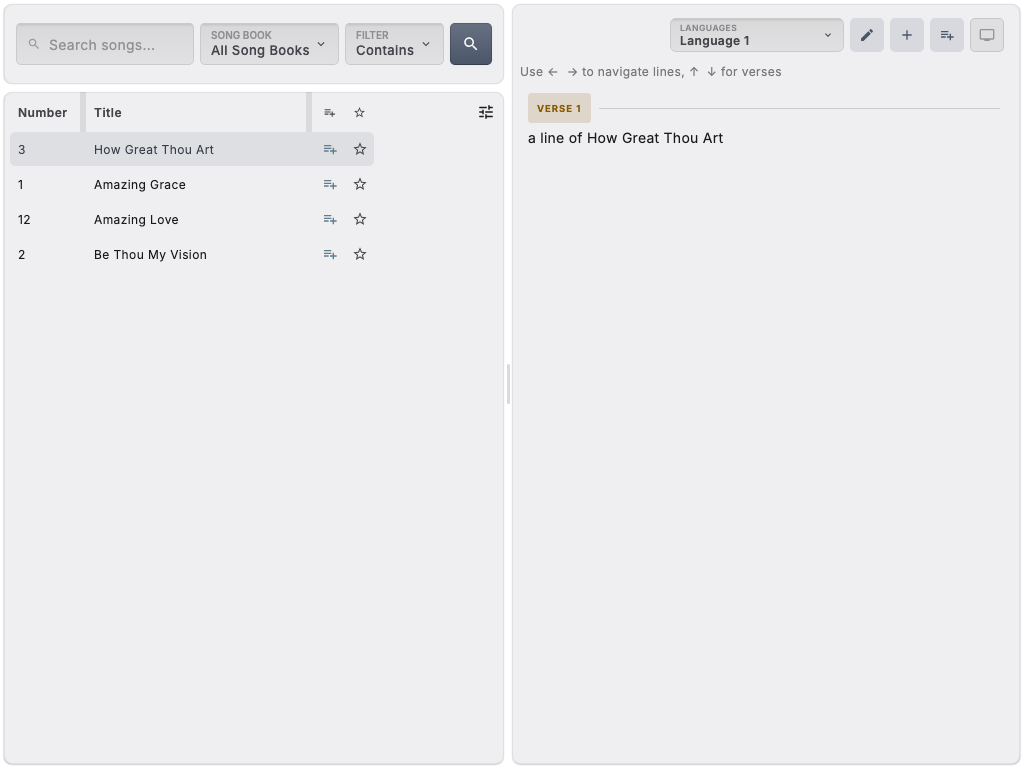 Search songs...
SONG BOOK
All Song Books
FILTER
Contains
Number Title
3 How Great Thou Art
1 Amazing Grace
12 Amazing Love
2 Be Thou My Vision
LANGUAGES
Language 1
Use ← → to navigate lines, ↑ ↓ for verses
VERSE 1
a line of How Great Thou Art